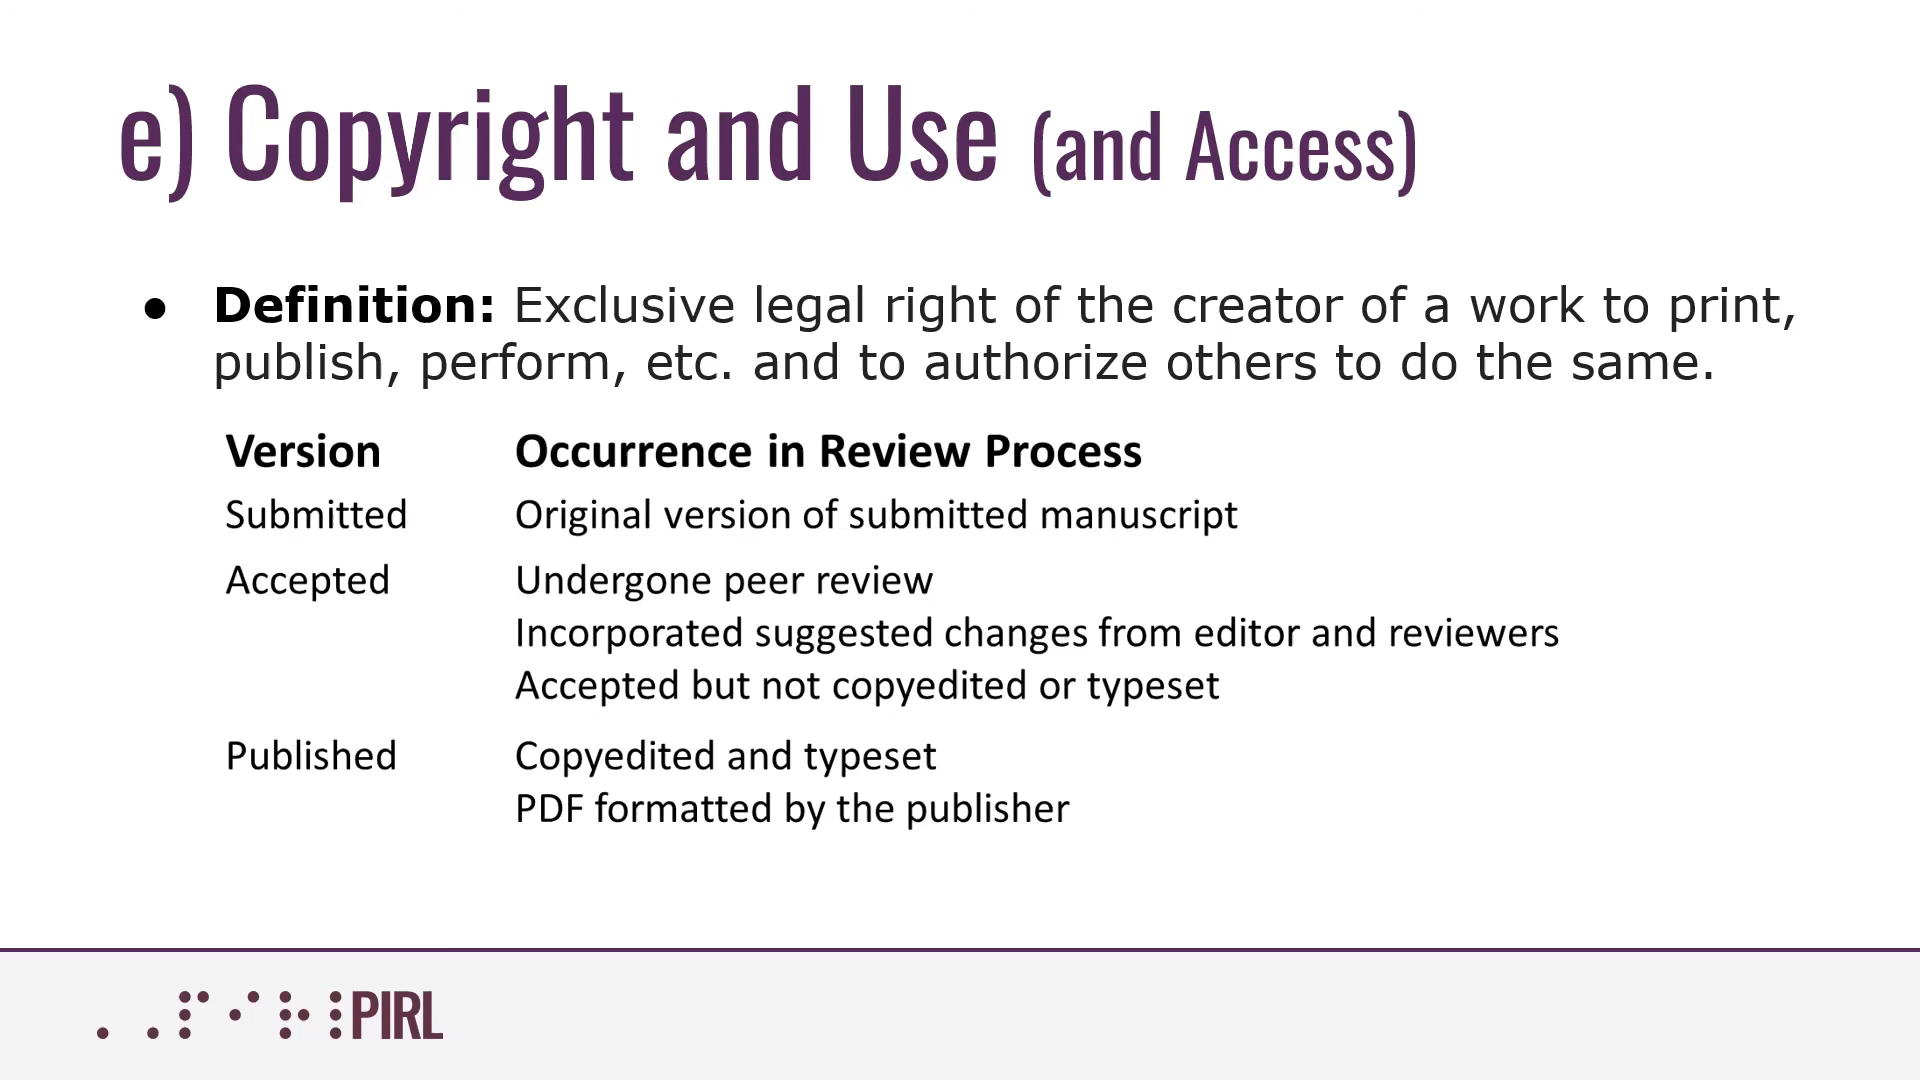 e) Copyright and Use (and Access)
● Definition: Exclusive legal right of the creator of a work to print,
publish, perform, etc. and to authorize others to do the same.
Version Occurrence in Review Process
Submitted Original version of submitted manuscript
Accepted Undergone peer review
Incorporated suggested changes from editor and reviewers
Accepted but not copyedited or typeset
Published Copyedited and typeset
PDF formatted by the publisher
⠠⠠⠏⠊⠗⠇PIRL